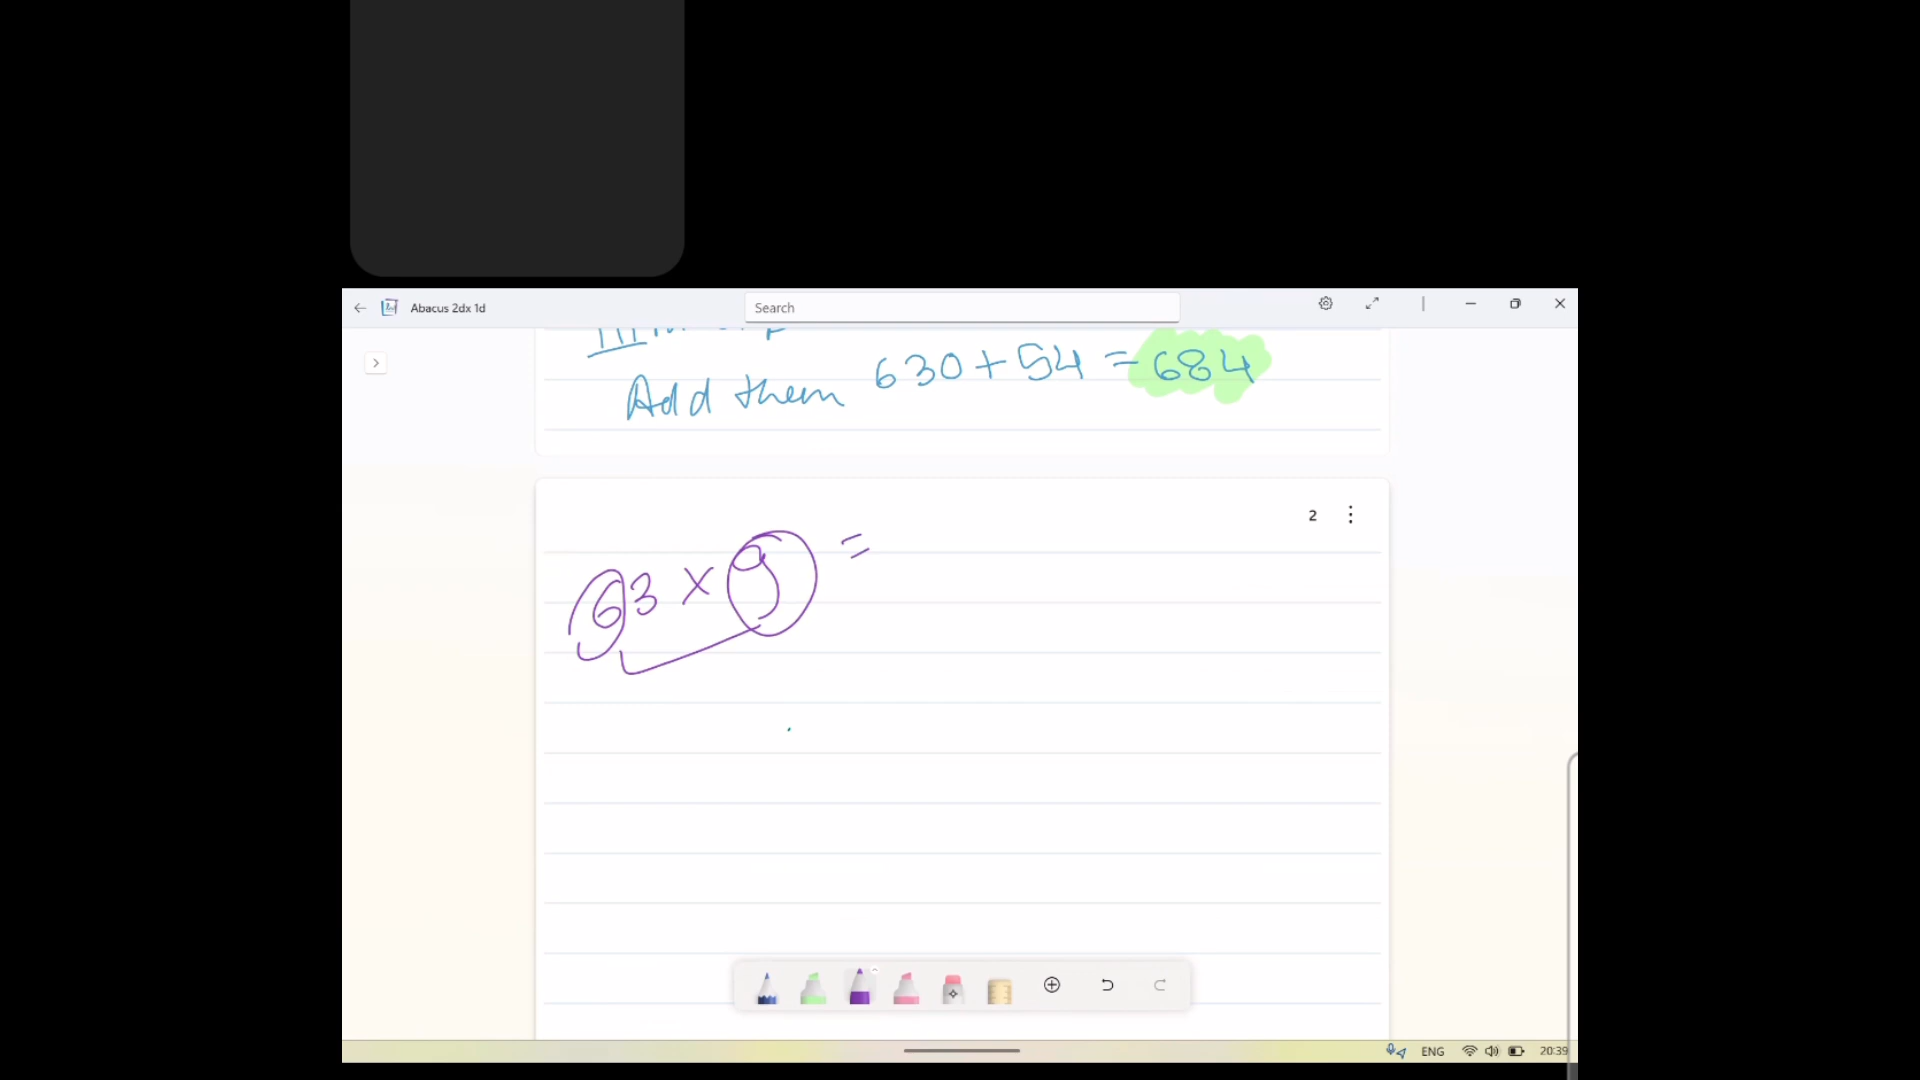 Abacus 2dx 1d
Search
630 + 54 = 684
Add them
2
63 x 9 =
ENG
20:39